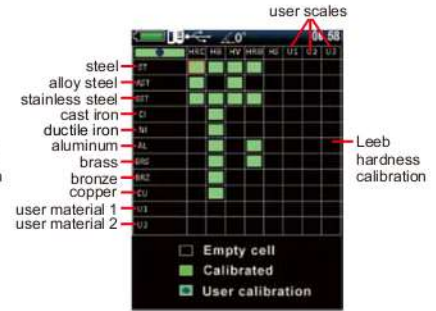 user scales
0° 00:58
HRC HB HV HRB HS U1 U2 U3
steel ST
alloy steel AST
stainless steel SST
cast iron CI
ductile iron NI
aluminum AL
brass BRS
bronze BRZ
copper CU
user material 1 U1
user material 2 U2
Leeb
hardness
calibration
Empty cell
Calibrated
User calibration